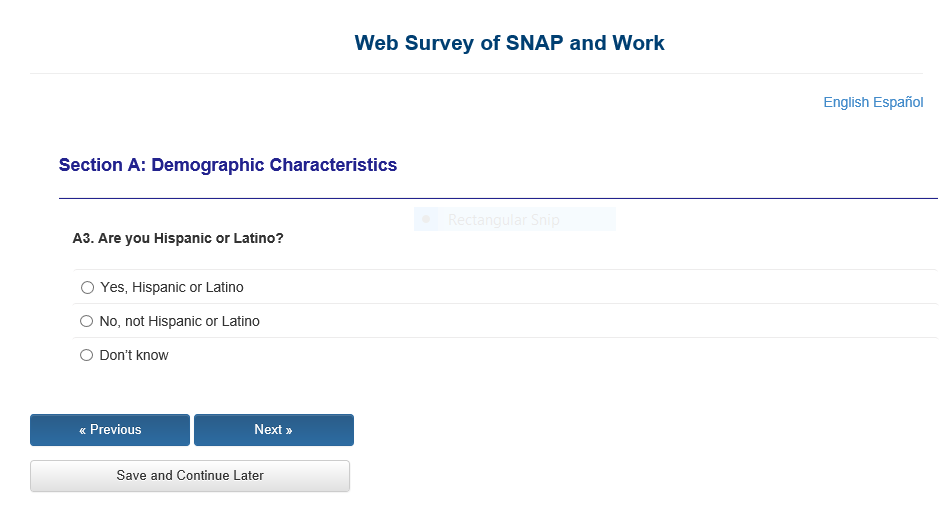 Web Survey of SNAP and Work
English Español
Section A: Demographic Characteristics
Rectangular Snip
A3. Are you Hispanic or Latino?
Yes, Hispanic or Latino
No, not Hispanic or Latino
Don’t know
« Previous
Next »
Save and Continue Later